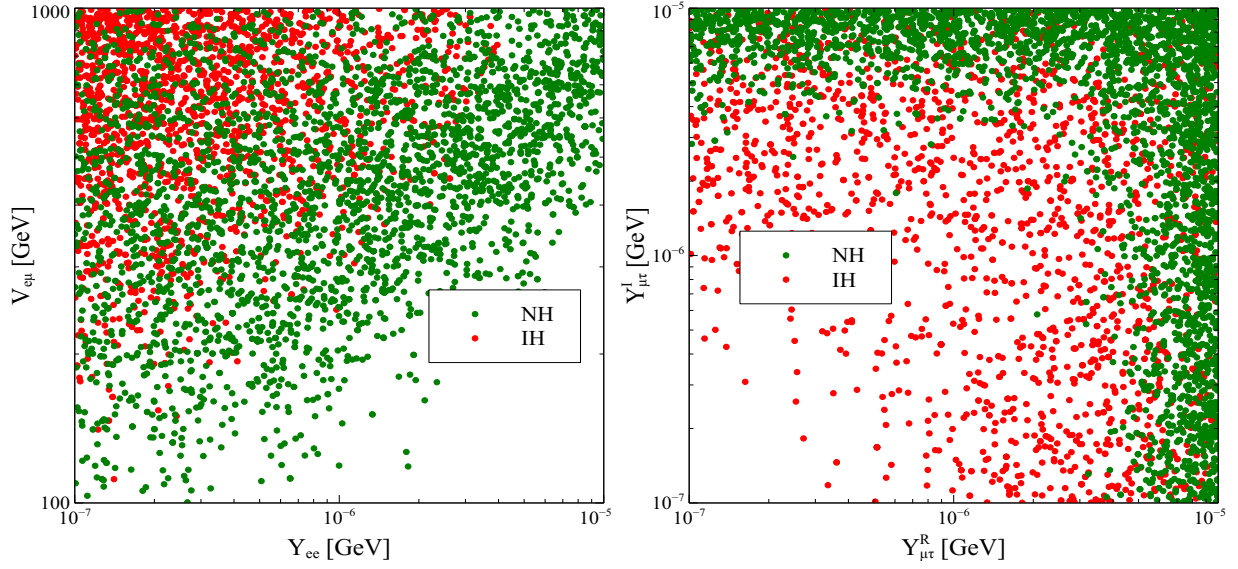 1000
V_eμ [GeV]
NH
IH
100
10⁻⁷
10⁻⁶
10⁻⁵
Y_ee [GeV]
10⁻⁵
Y^I_μτ [GeV]
10⁻⁶
NH
IH
10⁻⁷
10⁻⁷
10⁻⁶
10⁻⁵
Y^R_μτ [GeV]